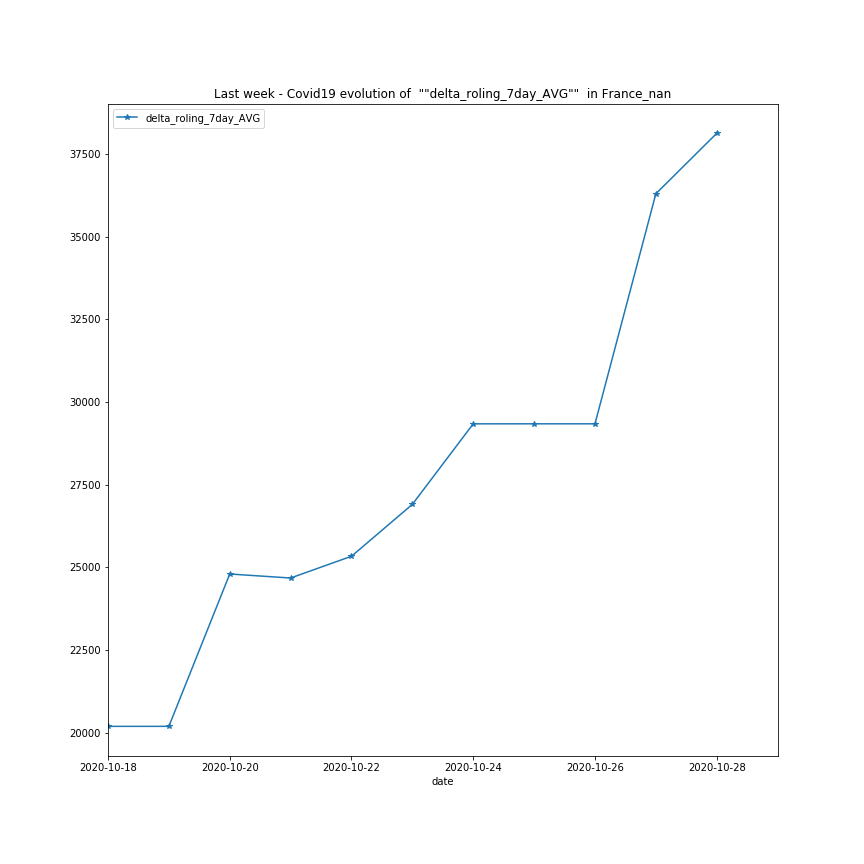 Last week - Covid19 evolution of  ""delta_roling_7day_AVG""  in France_nan
delta_roling_7day_AVG
37500
35000
32500
30000
27500
25000
22500
20000
2020-10-18 2020-10-20 2020-10-22 2020-10-24 2020-10-26 2020-10-28
date